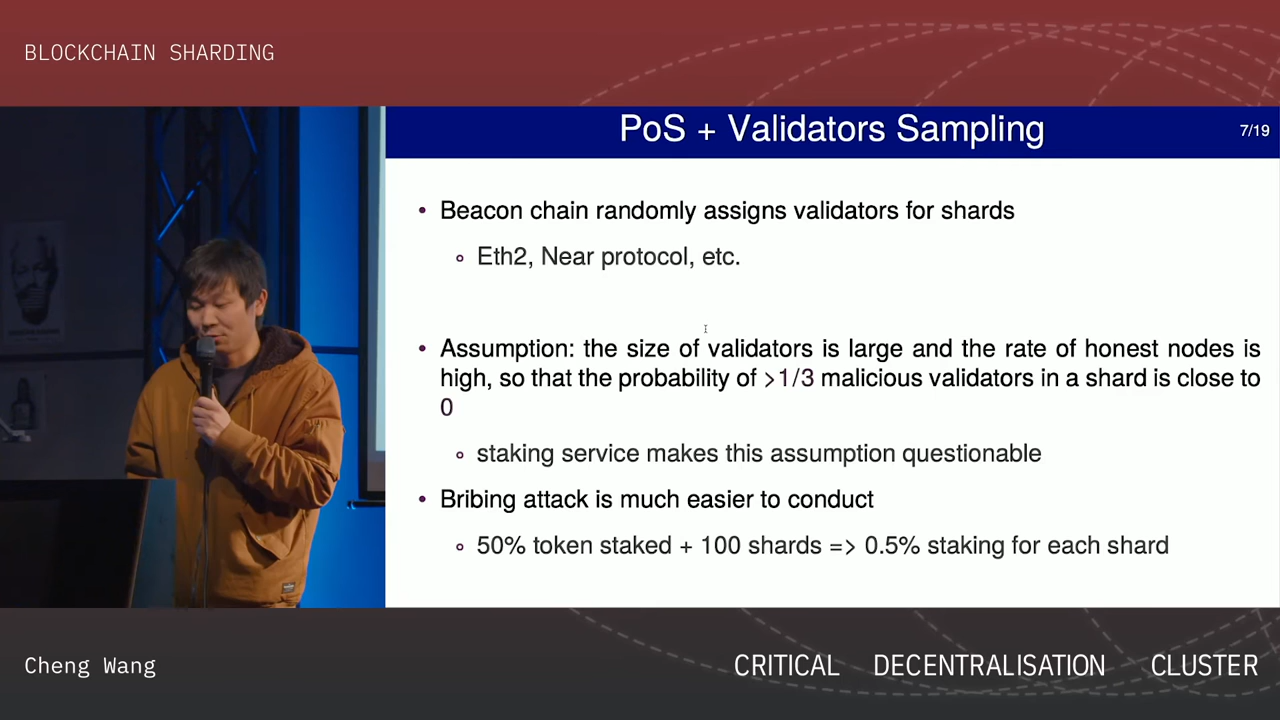 BLOCKCHAIN SHARDING
PoS + Validators Sampling
7/19
• Beacon chain randomly assigns validators for shards
∘ Eth2, Near protocol, etc.
• Assumption: the size of validators is large and the rate of honest nodes is
high, so that the probability of >1/3 malicious validators in a shard is close to
0
∘ staking service makes this assumption questionable
• Bribing attack is much easier to conduct
∘ 50% token staked + 100 shards => 0.5% staking for each shard
Cheng Wang
CRITICAL DECENTRALISATION CLUSTER